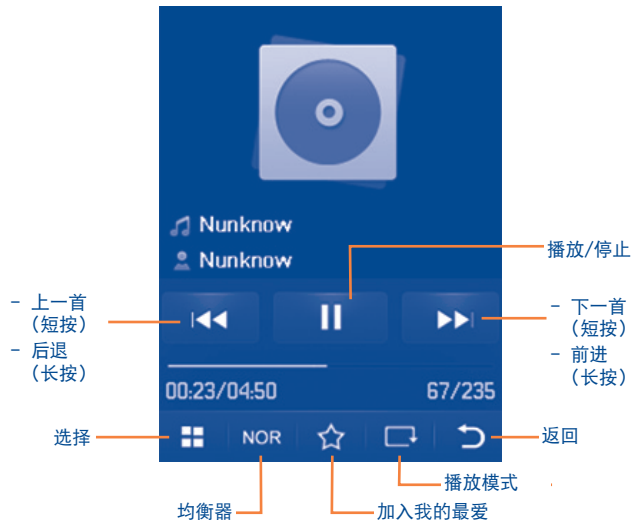 Nunknow
Nunknow
播放/停止
- 上一首
（短按）
- 后退
（长按）
- 下一首
（短按）
- 前进
（长按）
00:23/04:50
67/235
选择
NOR
返回
播放模式
均衡器
加入我的最爱